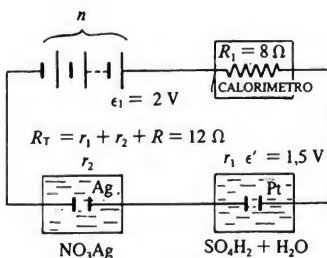 n
R₁ = 8 Ω
CALORIMETRO
ϵ₁ = 2 V
R_T = r₁ + r₂ + R = 12 Ω
r₂
r₁ ϵ' = 1,5 V
Ag
Pt
NO₃Ag
SO₄H₂ + H₂O